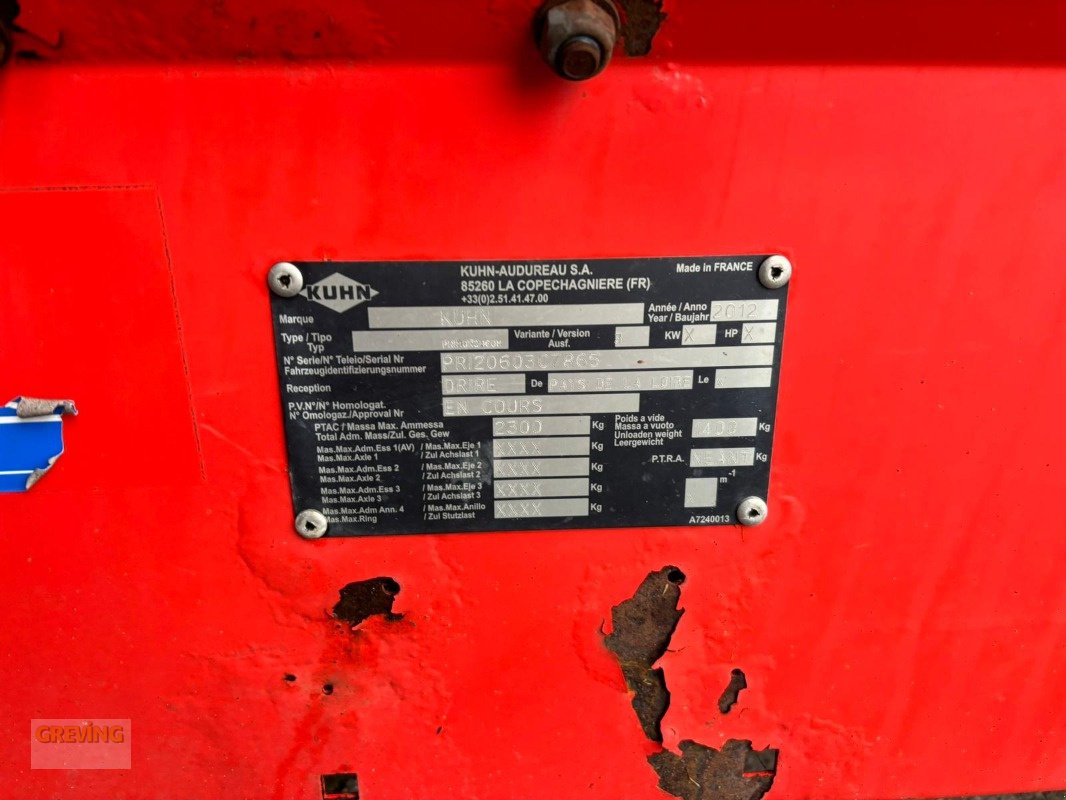 KUHN
KUHN-AUDUREAU S.A.
85260 LA COPECHAGNIERE (FR)
+33(0)2.51.41.47.00
Made in FRANCE
Marque KUHN
Année / Anno
Year / Baujahr 2012
Type / Tipo
Typ
Variante / Version
Ausf.
KW X HP X
N° Serie/N° Teleio/Serial Nr
Fahrzeugidentifizierungsnummer
Reception DRIRE De PAYS DE LA LOIRE Le
P.V.N°/N° Homologat.
N° Omologaz./Approval Nr EN COURS
PTAC / Massa Max. Ammessa
Total Adm. Mass/Zul. Ges. Gew 2300 Kg
Poids a vide
Massa a vuoto
Unloaden weight
Leergewicht Kg
Mas.Max.Adm.Ess 1(AV) / Mas.Max.Eje 1
Mas.Max.Axle 1 / Zul Achslast 1 XXXX Kg
P.T.R.A. NEANT Kg
Mas.Max.Adm.Ess 2 / Mas.Max.Eje 2
Mas.Max.Axle 2 / Zul Achslast 2 XXXX Kg
m-1
Mas.Max.Adm.Ess 3 / Mas.Max.Eje 3
Mas.Max.Axle 3 / Zul Achslast 3 XXXX Kg
Mas.Max.Adm Ann. 4 / Mas.Max.Anillo
Mas.Max.Ring / Zul Stutzlast XXXX Kg
A7240013
GREVING